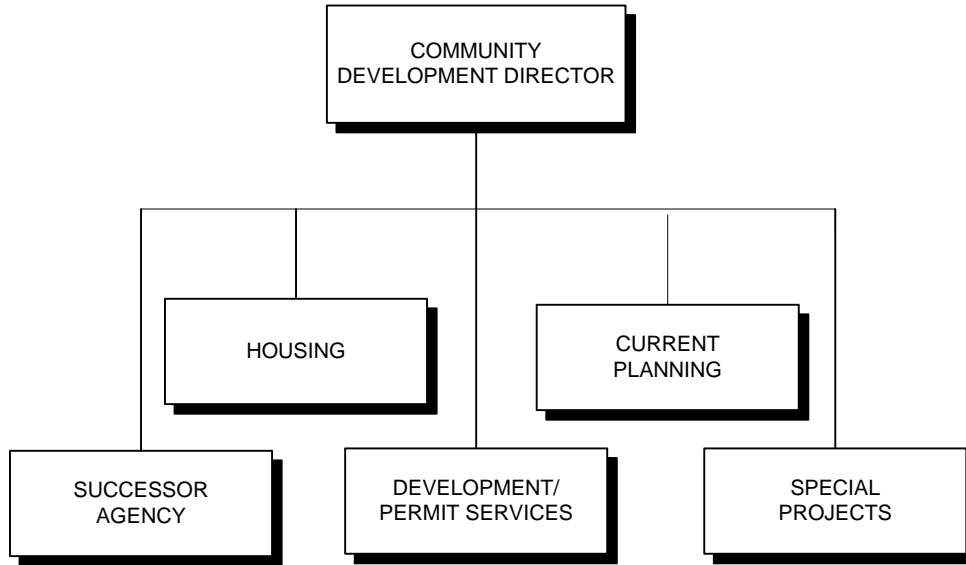 COMMUNITY
DEVELOPMENT DIRECTOR
HOUSING
CURRENT
PLANNING
SUCCESSOR
AGENCY
DEVELOPMENT/
PERMIT SERVICES
SPECIAL
PROJECTS